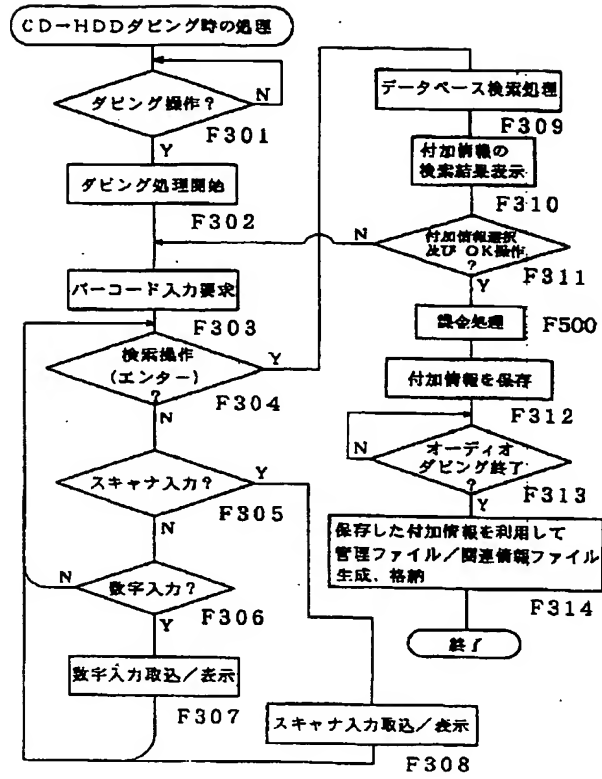 CD→HDDダビング時の処理
ダビング操作?
N
F301
Y
ダビング処理開始
F302
バーコード入力要求
F303
検索操作
(エンター)
?
Y
F304
N
スキャナ入力?
Y
F305
N
数字入力?
N
F306
Y
数字入力取込/表示
F307
スキャナ入力取込/表示
F308
データベース検索処理
F309
付加情報の
検索結果表示
F310
N
付加情報選択
及び OK操作
?
F311
Y
課金処理
F500
付加情報を保存
F312
N
オーディオ
ダビング終了
?
F313
Y
保存した付加情報を利用して
管理ファイル/関連情報ファイル
生成、格納
F314
終了